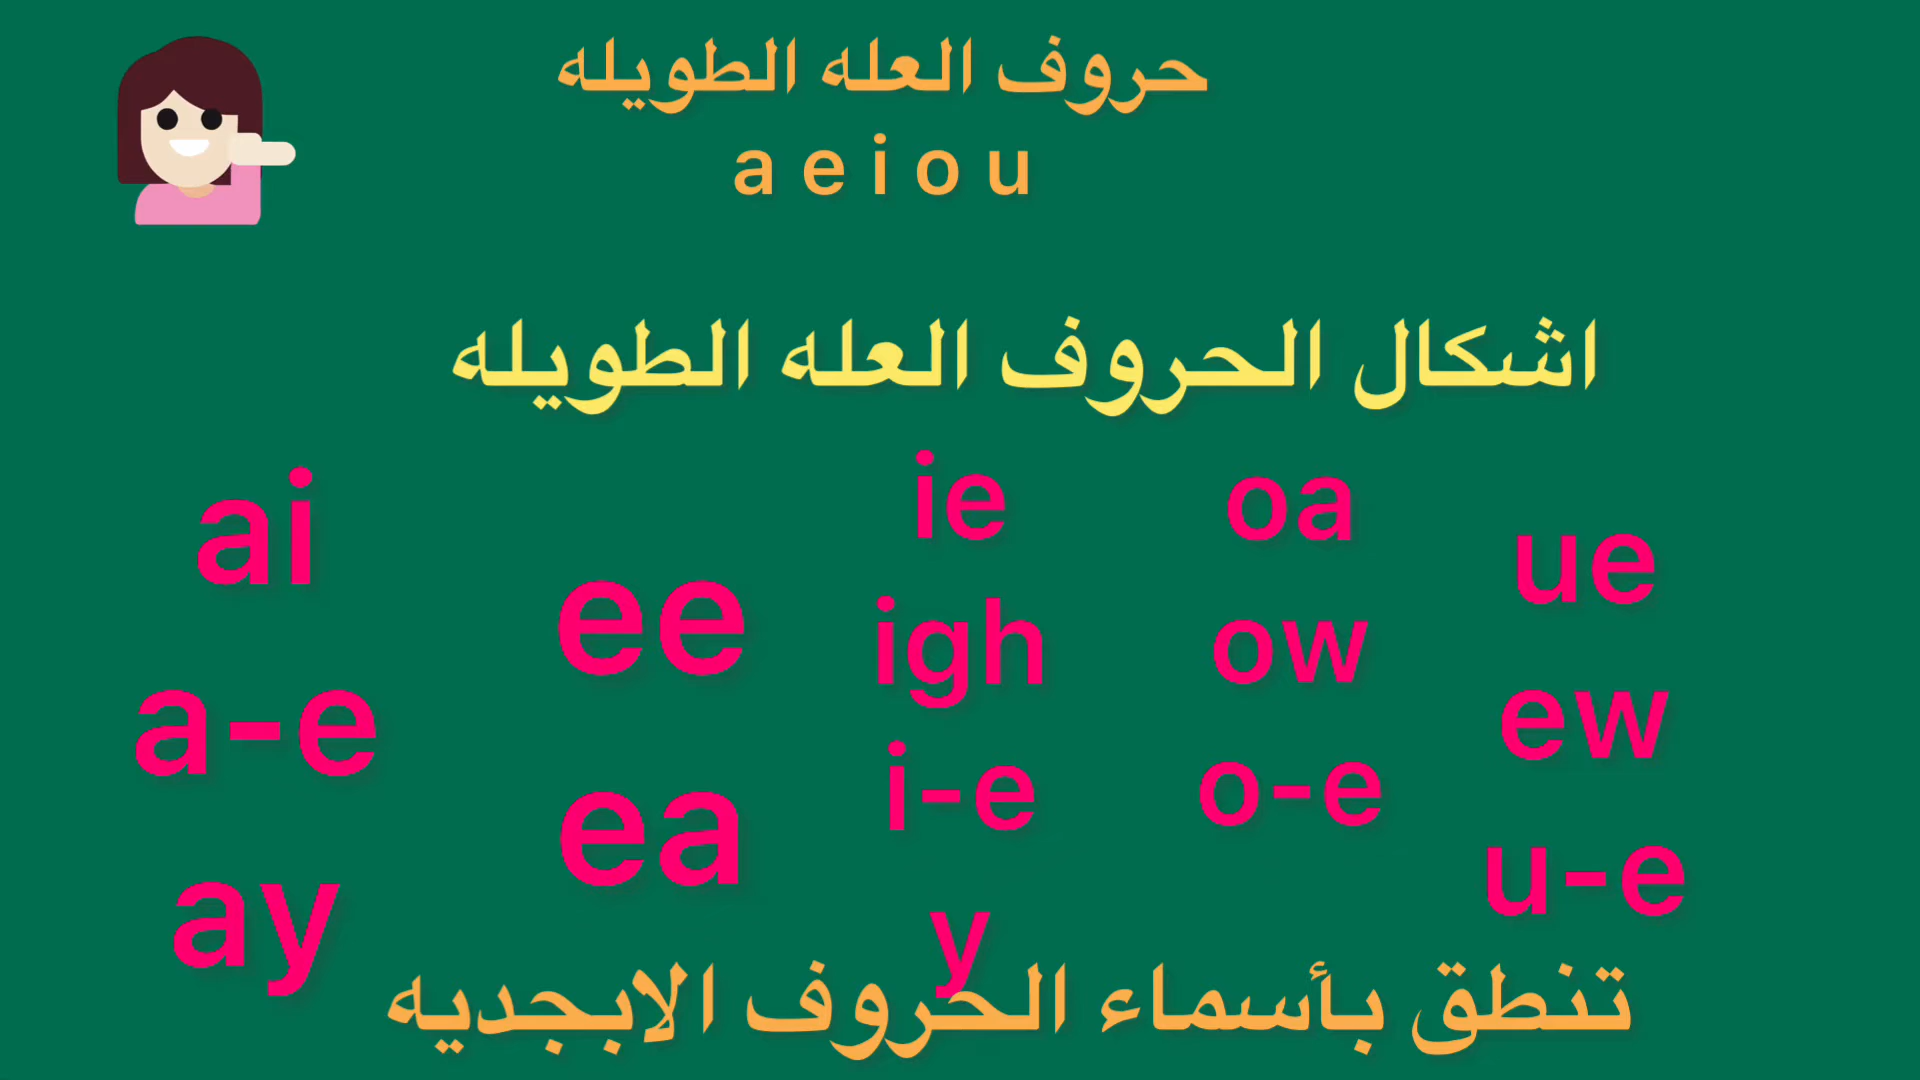 حروف العله الطويله
a e i o u
اشكال الحروف العله الطويله
ai
a-e
ay
ee
ea
ie
igh
i-e
y
oa
ow
o-e
ue
ew
u-e
تنطق بأسماء الحروف الابجديه